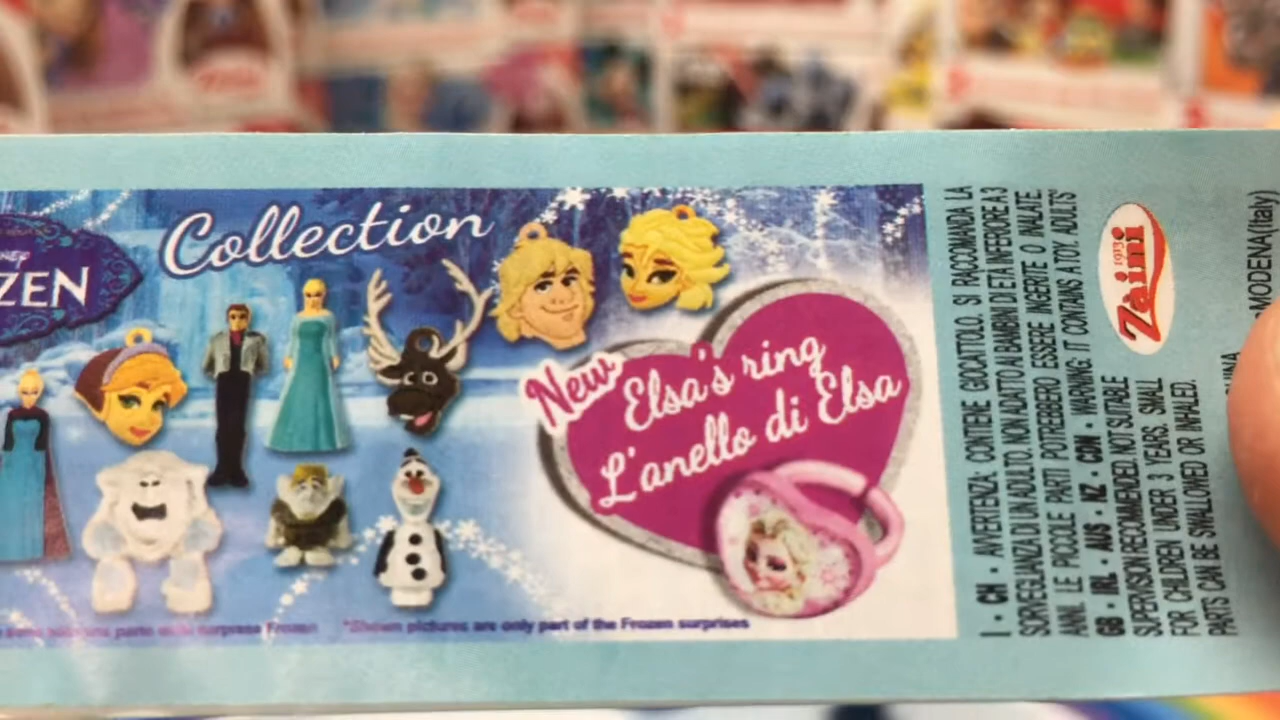 DISNEY
ZEN
Collection
New
Elsa's ring
L'anello di Elsa
*Shown pictures are only part of the Frozen surprises
I • CH • AVVERTENZA. CONTIENE GIOCATTOLO. SI RACCOMANDA LA
SORVEGLIANZA DI UN ADULTO. NON ADATTO A BAMBINI DI ETÀ INFERIORE A 3
ANNI. LE PICCOLE PARTI POTREBBERO ESSERE INGERITE O INALATE.
GB • IRL • AUS • NZ • CDN • WARNING: IT CONTAINS A TOY. ADULTS'
SUPERVISION RECOMMENDED. NOT SUITABLE
FOR CHILDREN UNDER 3 YEARS. SMALL
PARTS CAN BE SWALLOWED OR INHALED.
1913
Zaini
MODENA (Italy)